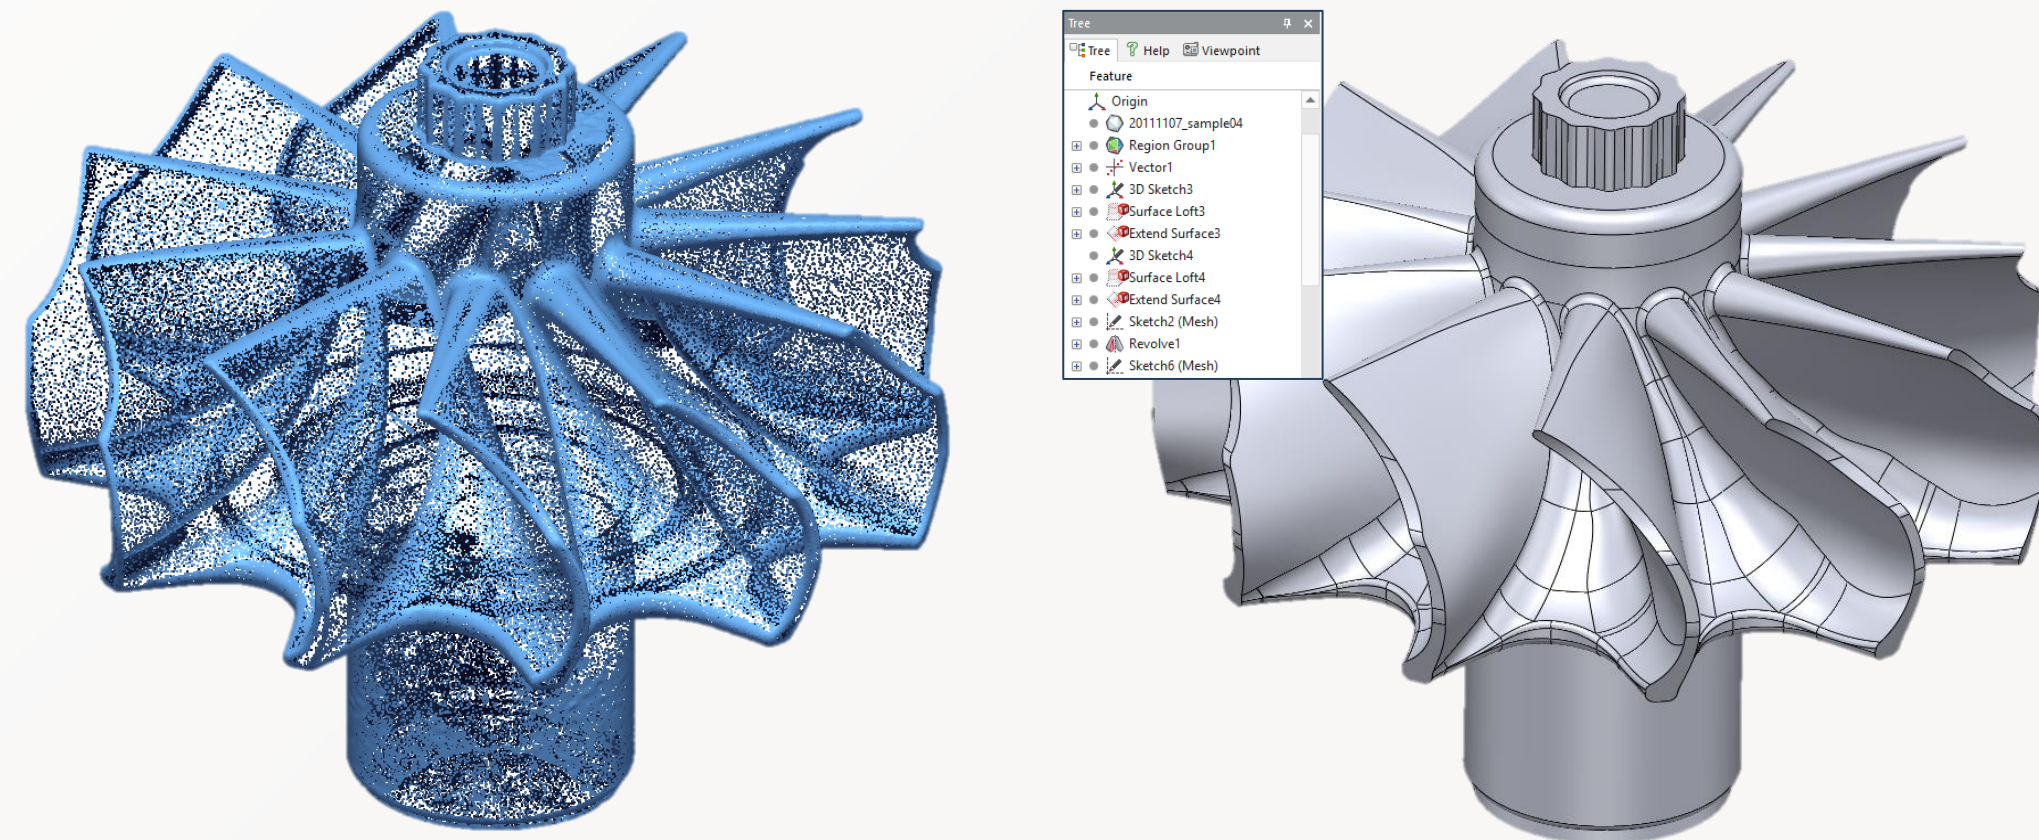 Tree
Tree Help Viewpoint
Feature
Origin
20111107_sample04
Region Group1
Vector1
3D Sketch3
Surface Loft3
Extend Surface3
3D Sketch4
Surface Loft4
Extend Surface4
Sketch2 (Mesh)
Revolve1
Sketch6 (Mesh)